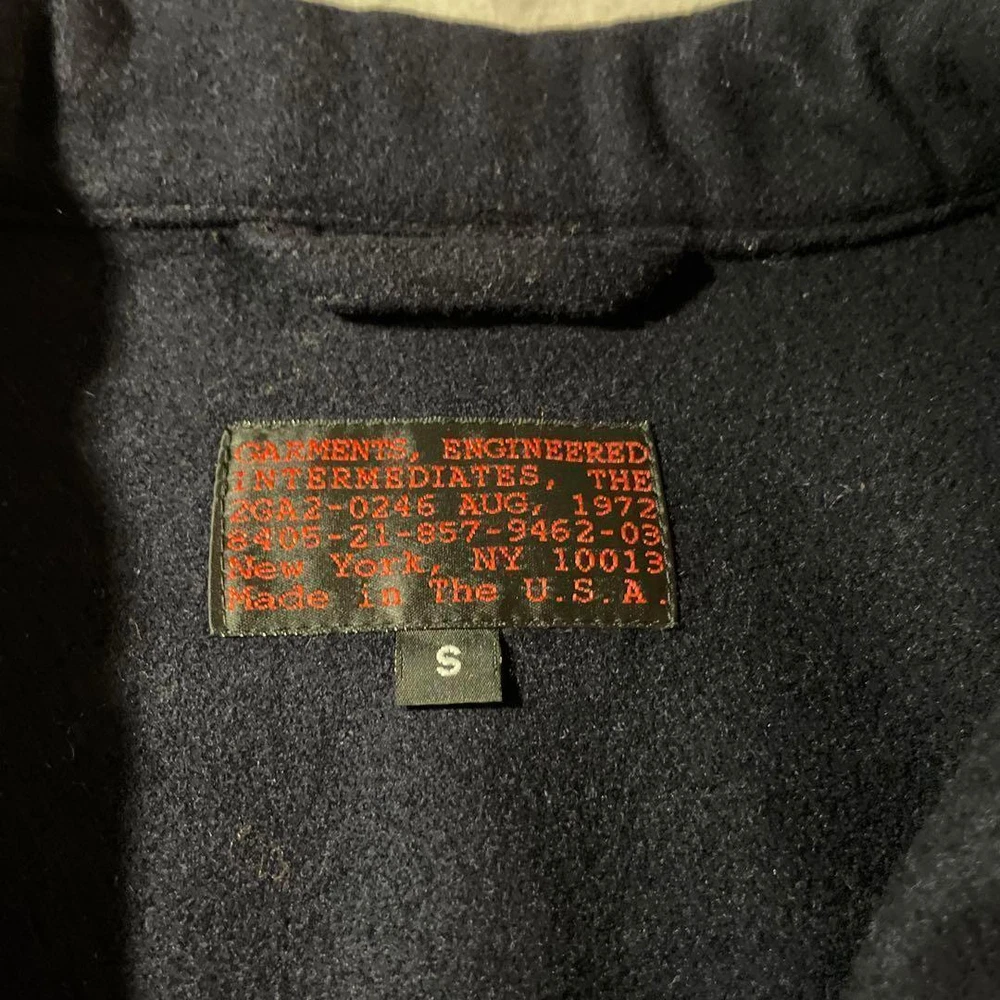 GARMENTS, ENGINEERED
INTERMEDIATES, THE
2GA2-0246 AUG, 1972
8405-21-857-9462-03
New York, NY 10013
Made in The U.S.A.
S